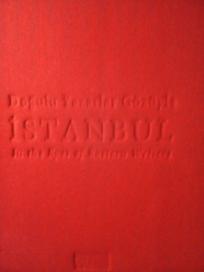 Doğulu Yazarlar Gözüyle
İSTANBUL
In the Eyes of Eastern Writers